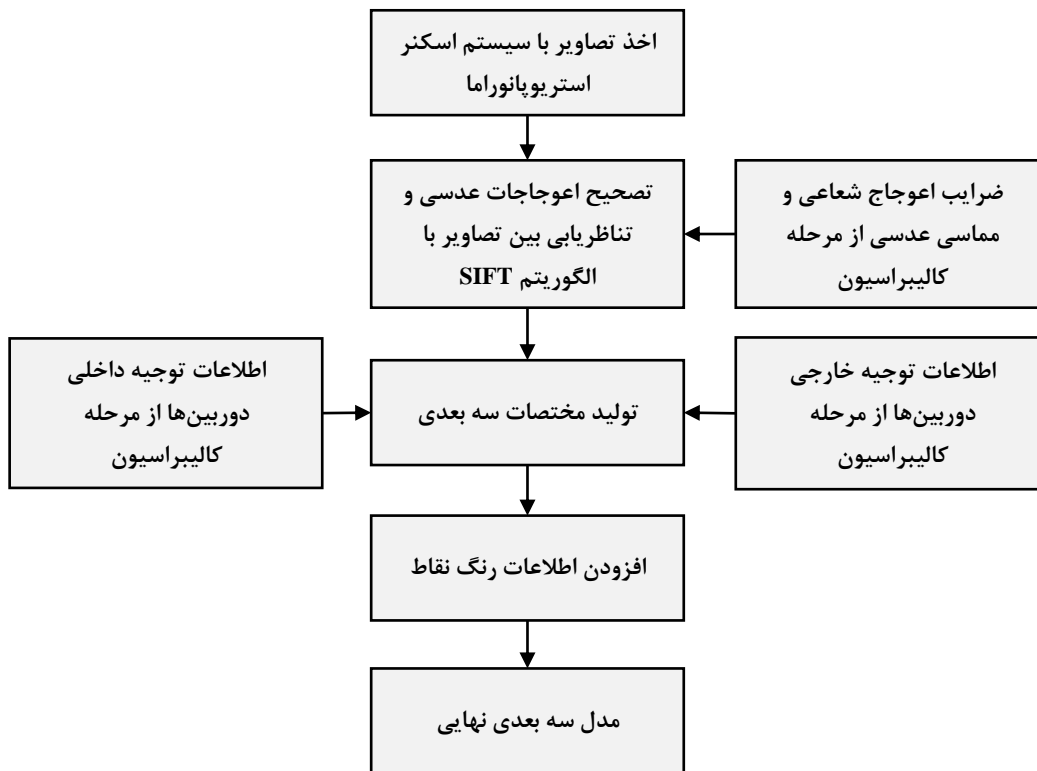 اخذ تصاویر با سیستم اسکنر
استریوپانوراما
تصحیح اعوجاجات عدسی و
تناظریابی بین تصاویر با
الگوریتم SIFT
ضرایب اعوجاج شعاعی و
مماسی عدسی از مرحله
کالیبراسیون
اطلاعات توجیه خارجی
دوربین‌ها از مرحله
کالیبراسیون
تولید مختصات سه بعدی
اطلاعات توجیه داخلی
دوربین‌ها از مرحله
کالیبراسیون
افزودن اطلاعات رنگ نقاط
مدل سه بعدی نهایی